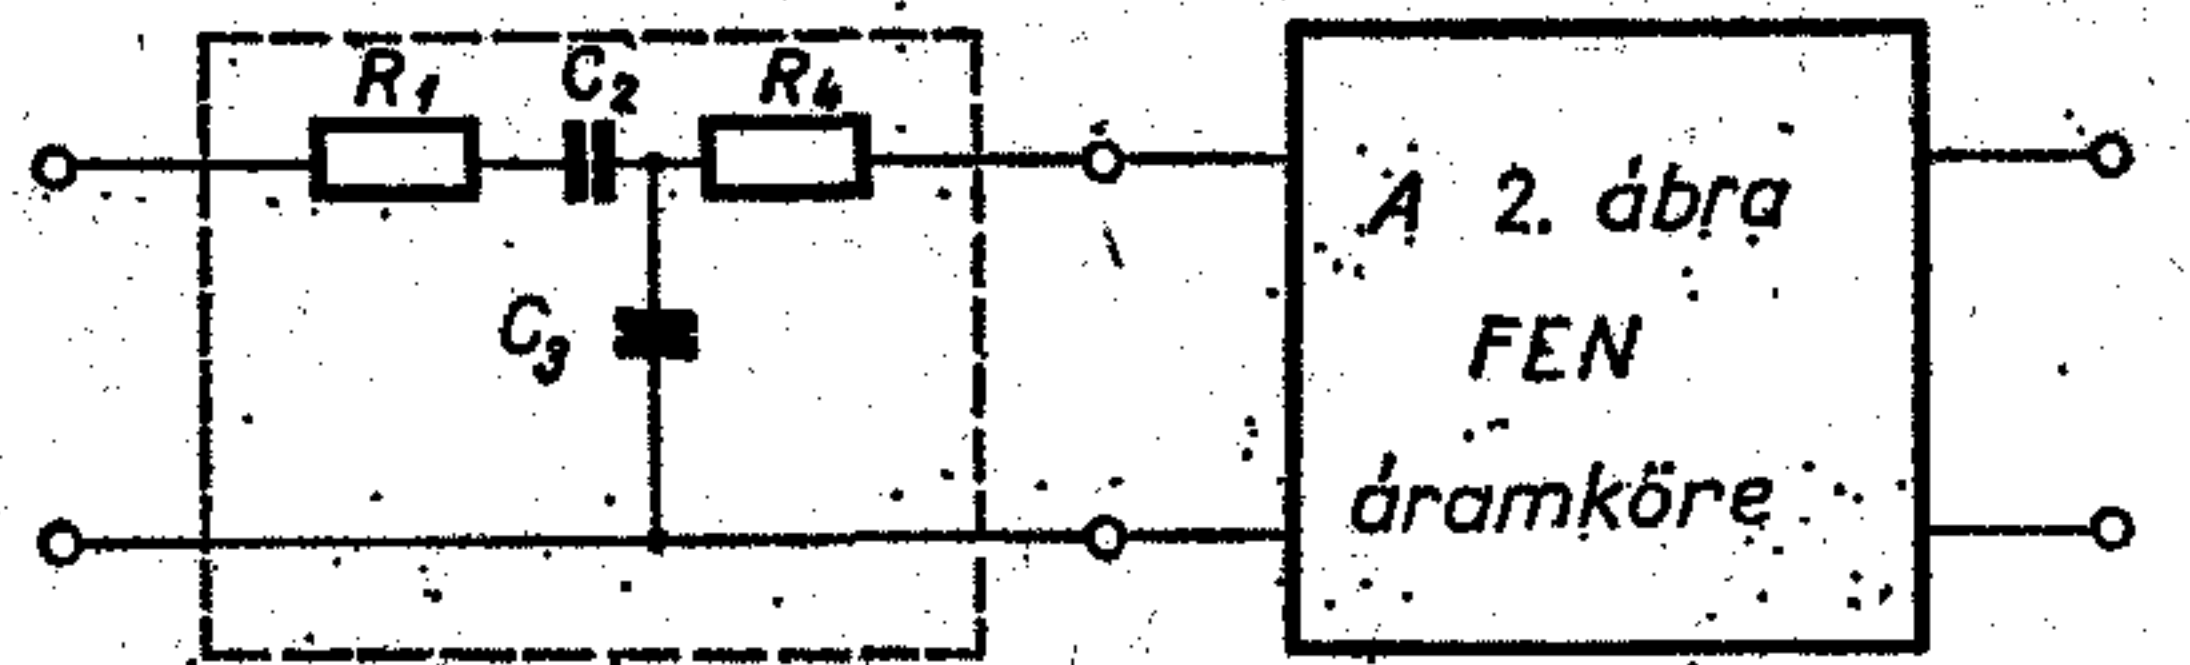 R1
C2
R4
C3
A 2. ábra
FEN
áramköre